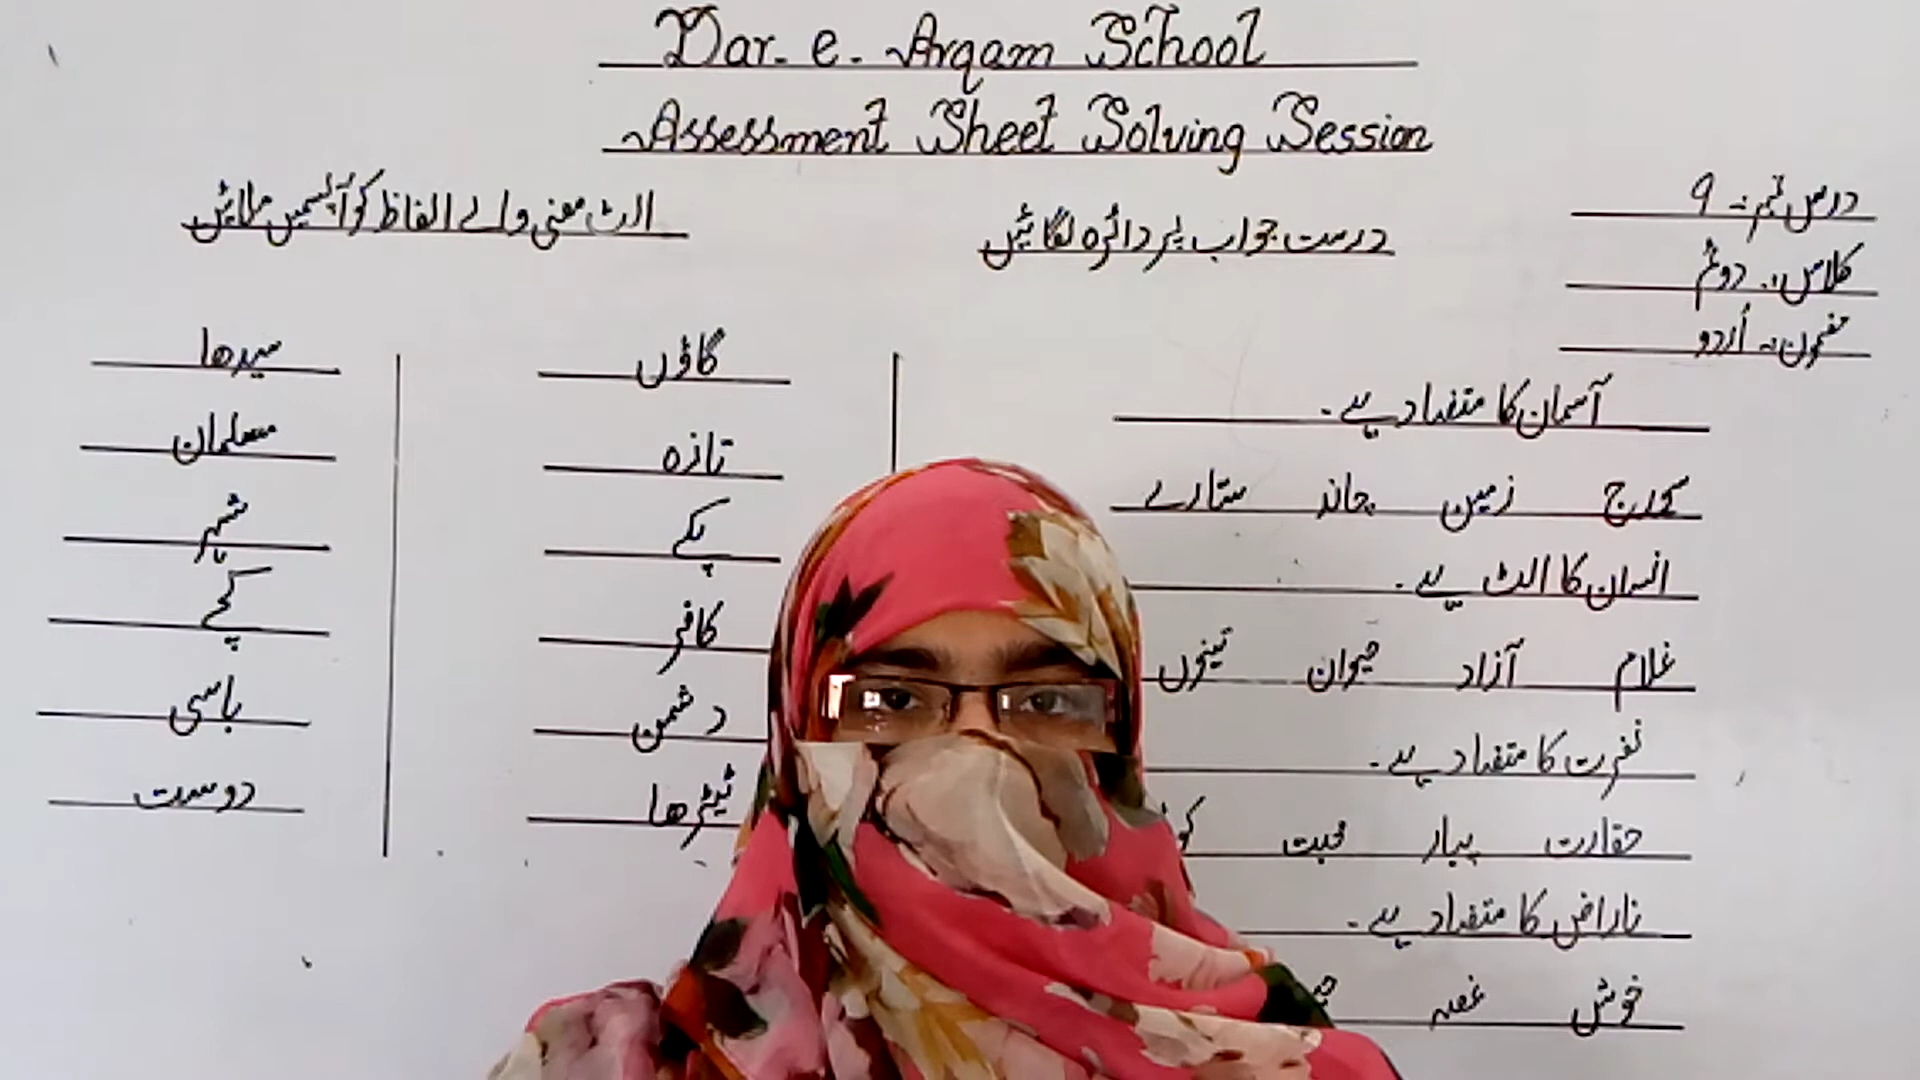 Dar. e. Arqam School
Assessment Sheet Solving Session
درس نمبر:۔ 9
کلاس:۔ دوئم
مضمون:۔ اُردو
درست جواب پر دائرہ لگائیں
آسمان کا متضاد ہے۔
سورج زمین چاند ستارے
انسان کا الٹ ہے۔
غلام آزاد حیوان تینوں
نفرت کا متضاد ہے۔
حقارت پیار محبت
ناراض کا متضاد ہے۔
خوش غصہ
الٹ معنی والے الفاظ کو آپسمیں ملائیں
گاؤں سیدھا
تازہ مسلمان
پکے شہر
کافر کچے
دشمن باسی
ٹیڑھا دوست